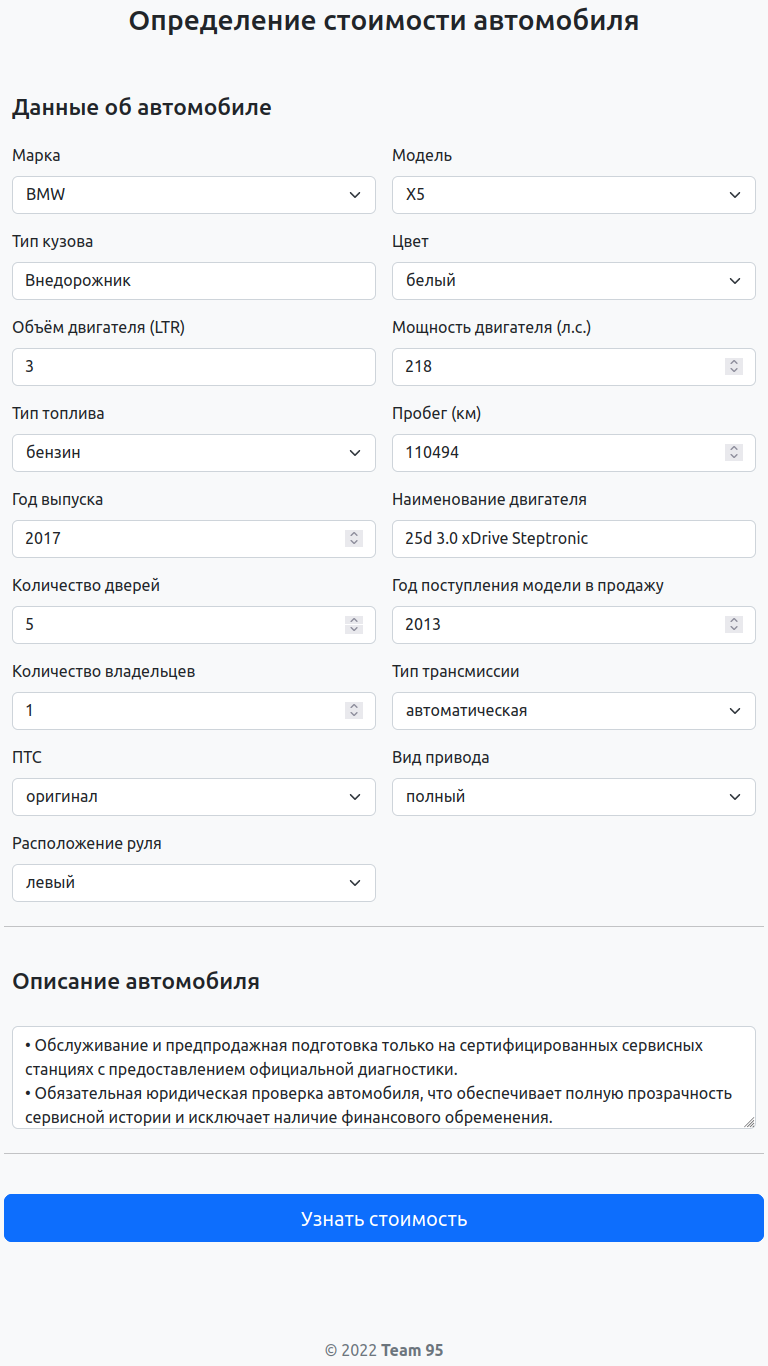 Определение стоимости автомобиля
Данные об автомобиле
Марка
Модель
BMW
X5
Тип кузова
Цвет
Внедорожник
белый
Объём двигателя (LTR)
Мощность двигателя (л.с.)
3
218
Тип топлива
Пробег (км)
бензин
110494
Год выпуска
Наименование двигателя
2017
25d 3.0 xDrive Steptronic
Количество дверей
Год поступления модели в продажу
5
2013
Количество владельцев
Тип трансмиссии
1
автоматическая
ПТС
Вид привода
оригинал
полный
Расположение руля
левый
Описание автомобиля
• Обслуживание и предпродажная подготовка только на сертифицированных сервисных
станциях с предоставлением официальной диагностики.
• Обязательная юридическая проверка автомобиля, что обеспечивает полную прозрачность
сервисной истории и исключает наличие финансового обременения.
Узнать стоимость
© 2022 Team 95